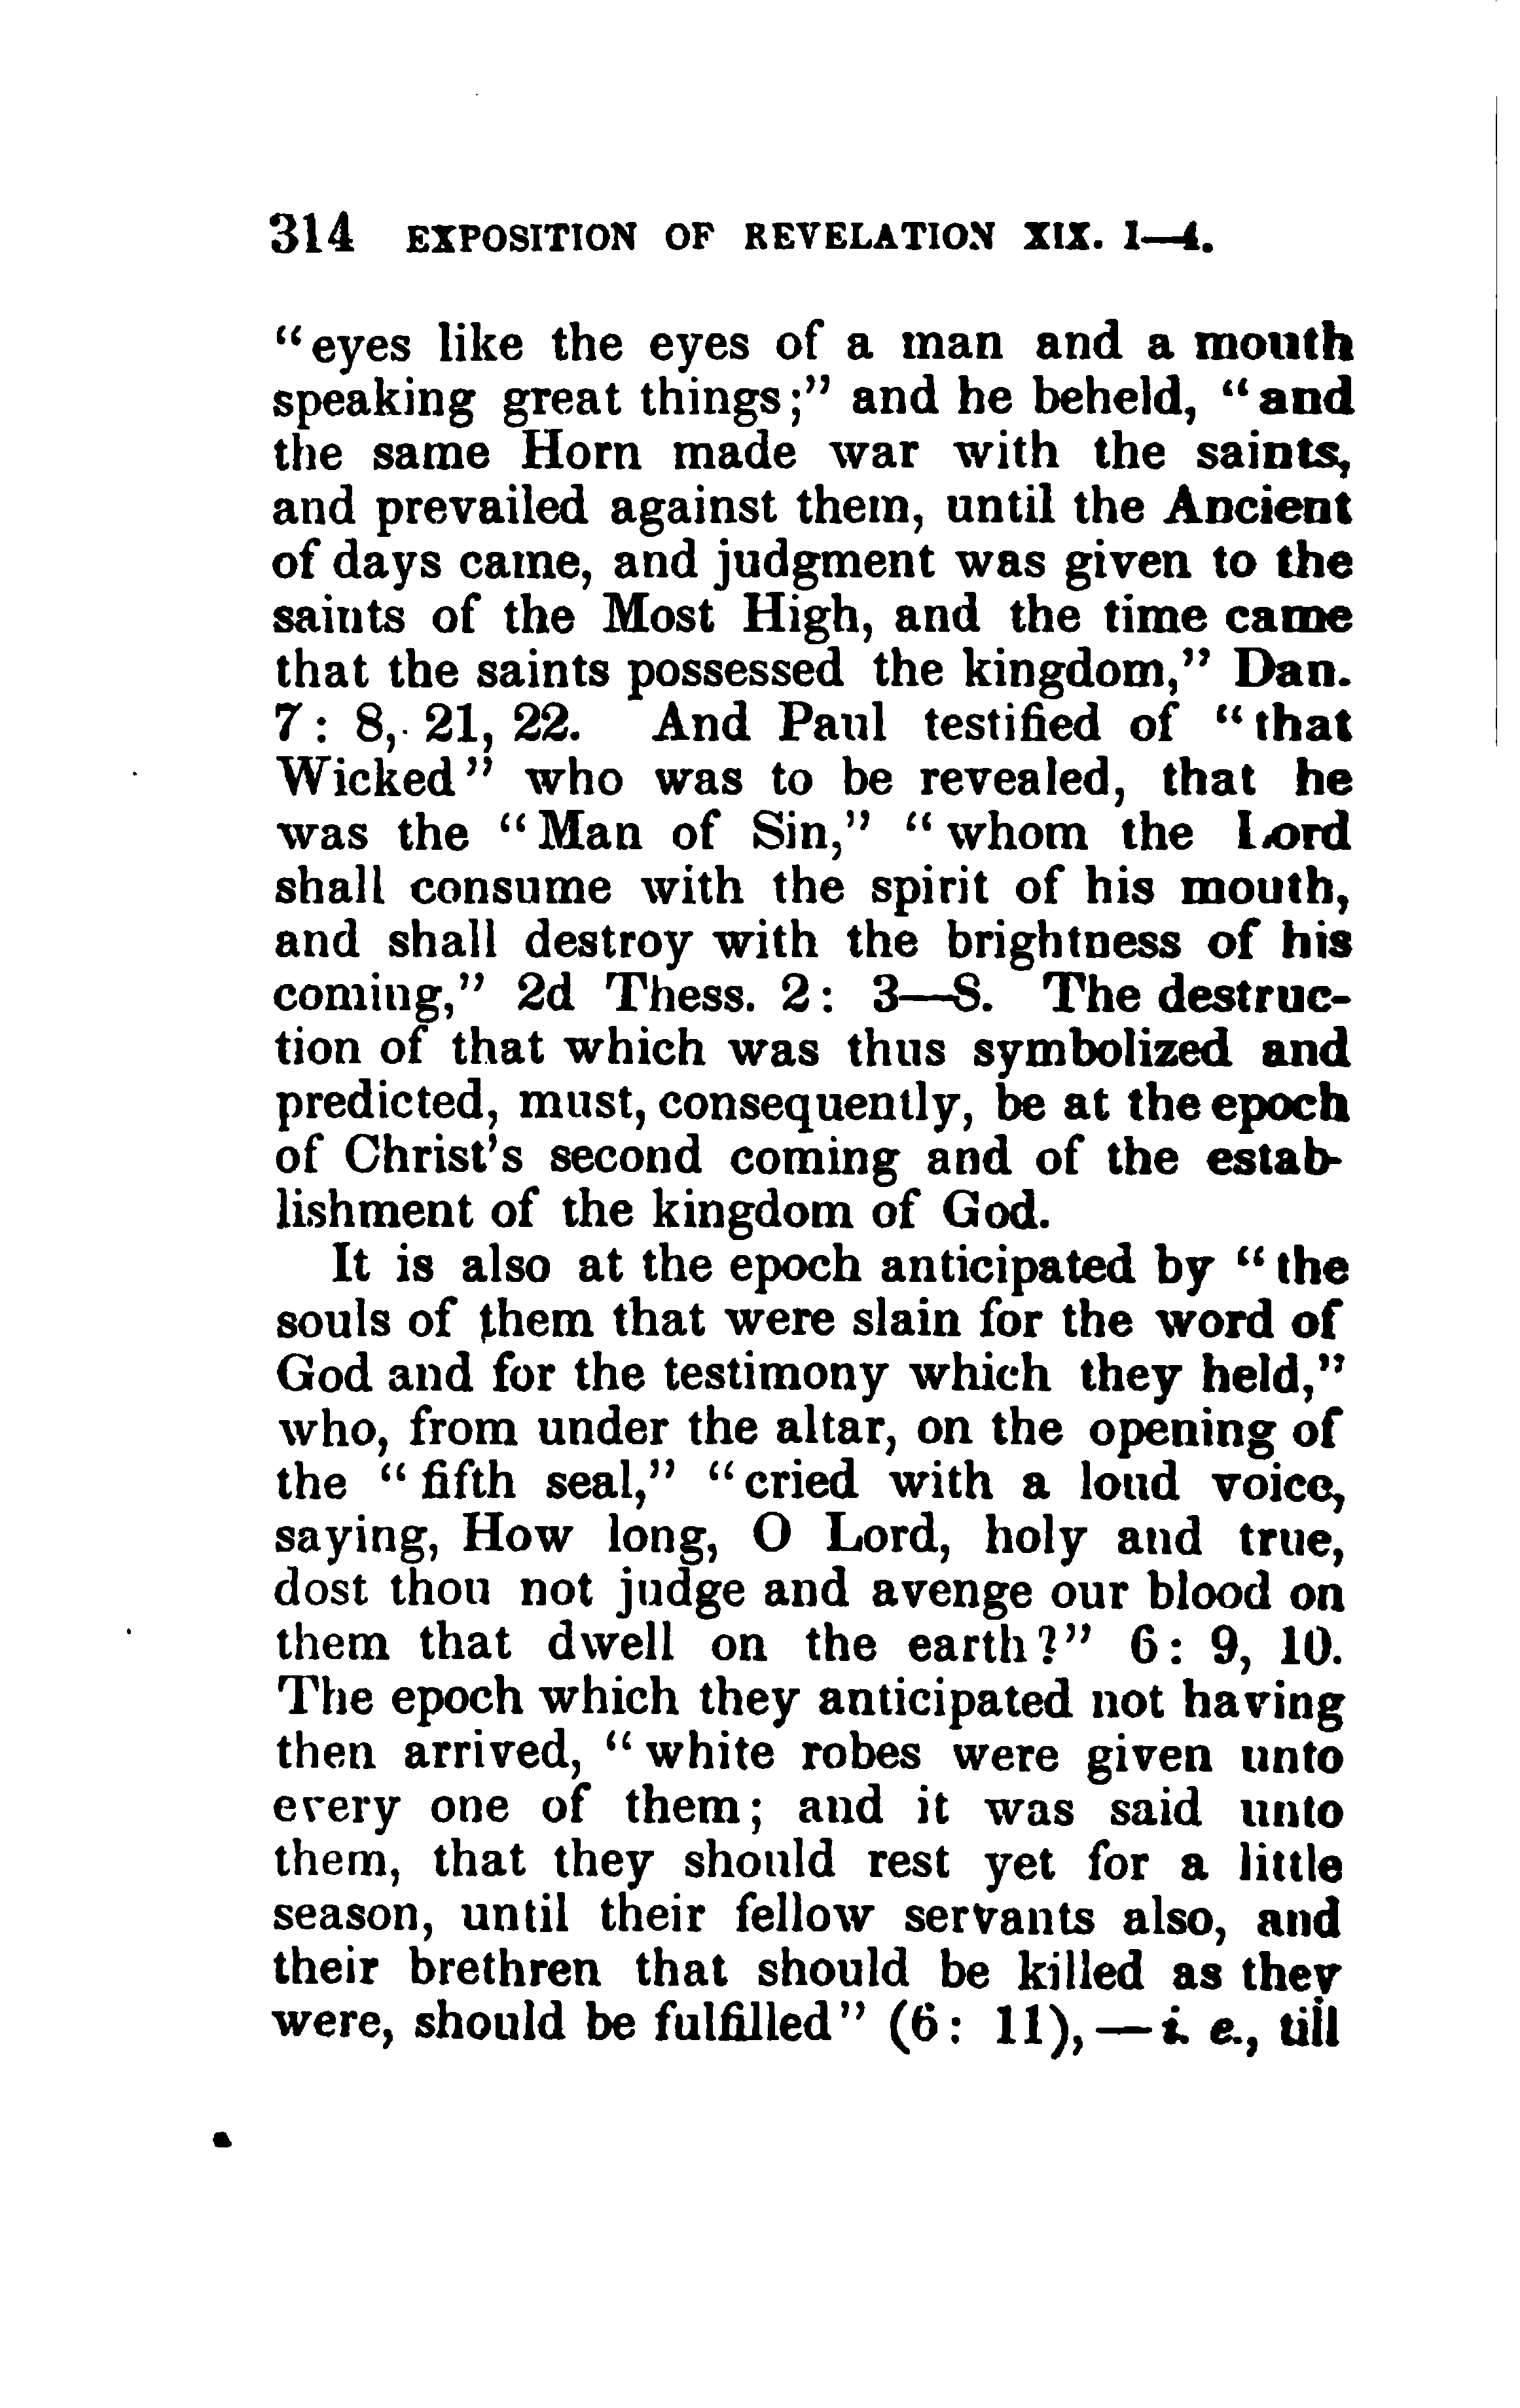 314 EXPOSITION OF REVELATION XIX. 1—4.
"eyes like the eyes of a man and a mouth
speaking great things;" and he beheld, "and
the same Horn made war with the saints,
and prevailed against them, until the Ancient
of days came, and judgment was given to the
saints of the Most High, and the time came
that the saints possessed the kingdom," Dan.
7: 8, 21, 22. And Paul testified of "that
Wicked" who was to be revealed, that he
was the "Man of Sin," "whom the Lord
shall consume with the spirit of his mouth,
and shall destroy with the brightness of his
coming," 2d Thess. 2: 3—8. The destruc-
tion of that which was thus symbolized and
predicted, must, consequently, be at the epoch
of Christ's second coming and of the estab-
lishment of the kingdom of God.
It is also at the epoch anticipated by "the
souls of them that were slain for the word of
God and for the testimony which they held,"
who, from under the altar, on the opening of
the "fifth seal," "cried with a loud voice,
saying, How long, O Lord, holy and true,
dost thou not judge and avenge our blood on
them that dwell on the earth?" 6: 9, 10.
The epoch which they anticipated not having
then arrived, "white robes were given unto
every one of them; and it was said unto
them, that they should rest yet for a little
season, until their fellow servants also, and
their brethren that should be killed as they
were, should be fulfilled" (6: 11),—i. e., till